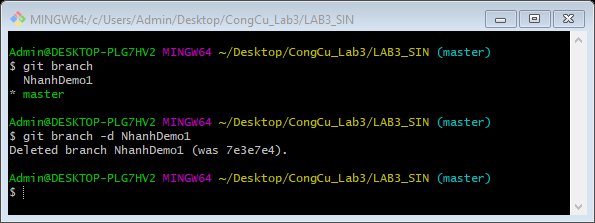 MINGW64:/c/Users/Admin/Desktop/CongCu_Lab3/LAB3_SIN
Admin@DESKTOP-PLG7HV2 MINGW64 ~/Desktop/CongCu_Lab3/LAB3_SIN (master)
$ git branch
  NhanhDemo1
* master
Admin@DESKTOP-PLG7HV2 MINGW64 ~/Desktop/CongCu_Lab3/LAB3_SIN (master)
$ git branch -d NhanhDemo1
Deleted branch NhanhDemo1 (was 7e3e7e4).
Admin@DESKTOP-PLG7HV2 MINGW64 ~/Desktop/CongCu_Lab3/LAB3_SIN (master)
$